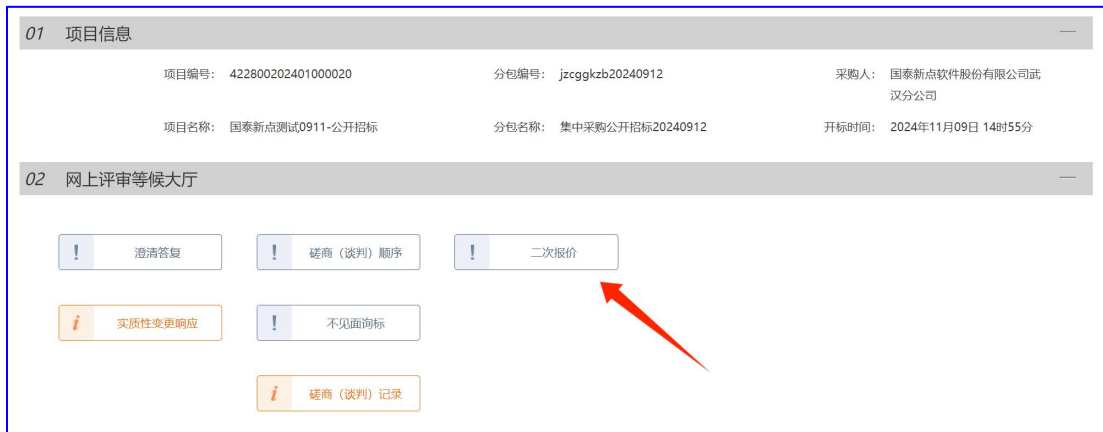 01 项目信息
项目编号： 422800202401000020 分包编号： jzcggkzb20240912 采购人： 国泰新点软件股份有限公司武
汉分公司
项目名称： 国泰新点测试0911-公开招标 分包名称： 集中采购公开招标20240912 开标时间： 2024年11月09日 14时55分
02 网上评审等候大厅
! 澄清答复 ! 磋商（谈判）顺序 ! 二次报价
i 实质性变更响应 ! 不见面询标
i 磋商（谈判）记录